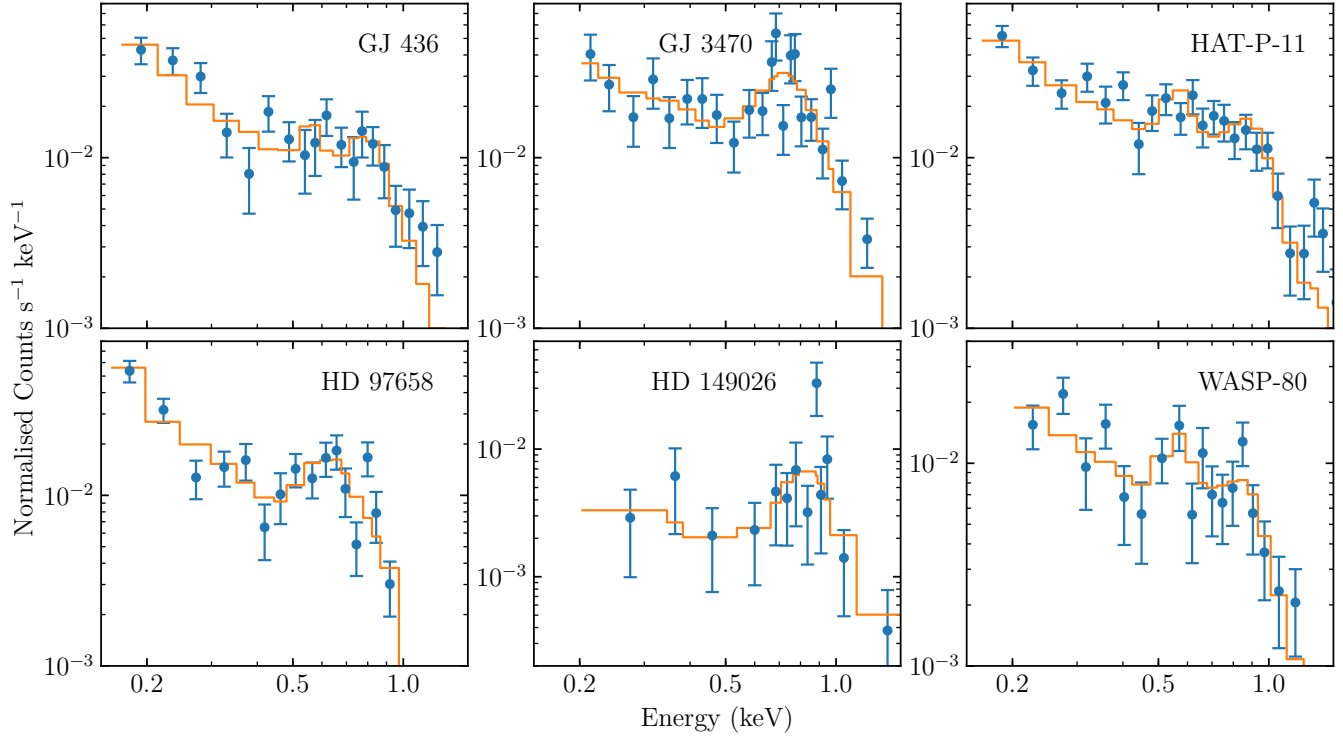 GJ 436
GJ 3470
HAT-P-11
10⁻²
10⁻²
10⁻²
10⁻³
10⁻³
10⁻³
Normalised Counts s⁻¹ keV⁻¹
HD 97658
HD 149026
WASP-80
10⁻²
10⁻²
10⁻²
10⁻³
10⁻³
10⁻³
0.2 0.5 1.0
0.2 0.5 1.0
0.2 0.5 1.0
Energy (keV)